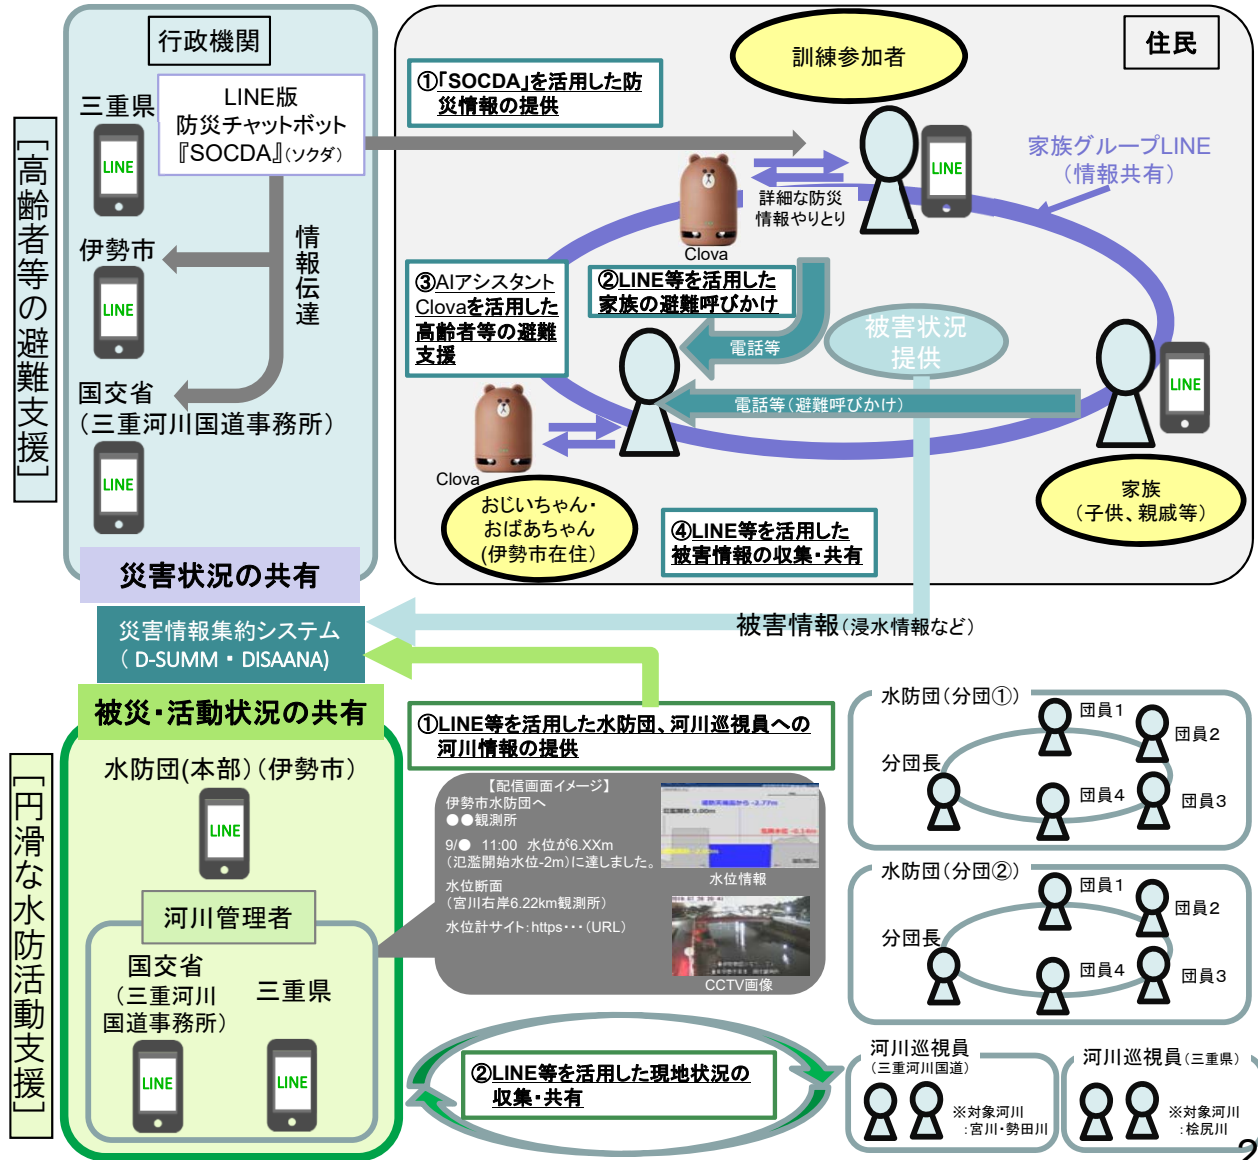 行政機関
三重県
LINE版
防災チャットボット
『SOCDA』(ソクダ)
LINE
伊勢市
LINE
情報伝達
国交省
（三重河川国道事務所）
LINE
［高齢者等の避難支援］
災害状況の共有
住民
訓練参加者
①「SOCDA」を活用した防
災情報の提供
LINE
家族グループLINE
（情報共有）
詳細な防災
情報やりとり
Clova
③AIアシスタント
Clovaを活用した
高齢者等の避難
支援
②LINE等を活用した
家族の避難呼びかけ
電話等
被害状況
提供
電話等（避難呼びかけ）
LINE
Clova
おじいちゃん・
おばあちゃん
(伊勢市在住）
家族
（子供、親戚等）
④LINE等を活用した
被害情報の収集・共有
災害情報集約システム
（ D-SUMM ・ DISAANA)
被害情報（浸水情報など）
被災・活動状況の共有
［円滑な水防活動支援］
水防団(本部)（伊勢市）
LINE
河川管理者
国交省
（三重河川
国道事務所）
LINE
三重県
LINE
①LINE等を活用した水防団、河川巡視員への
河川情報の提供
【配信画面イメージ】
伊勢市水防団へ
●●観測所
9/● 11:00 水位が6.XXm
（氾濫開始水位-2m）に達しました。
水位断面
（宮川右岸6.22km観測所）
水位計サイト：https・・・（URL）
水位情報
CCTV画像
②LINE等を活用した現地状況の
収集・共有
水防団（分団①）
団員1
団員2
分団長
団員4
団員3
水防団（分団②）
団員1
団員2
分団長
団員4
団員3
河川巡視員
（三重河川国道）
※対象河川
：宮川・勢田川
河川巡視員（三重県）
※対象河川
：桧尻川
2